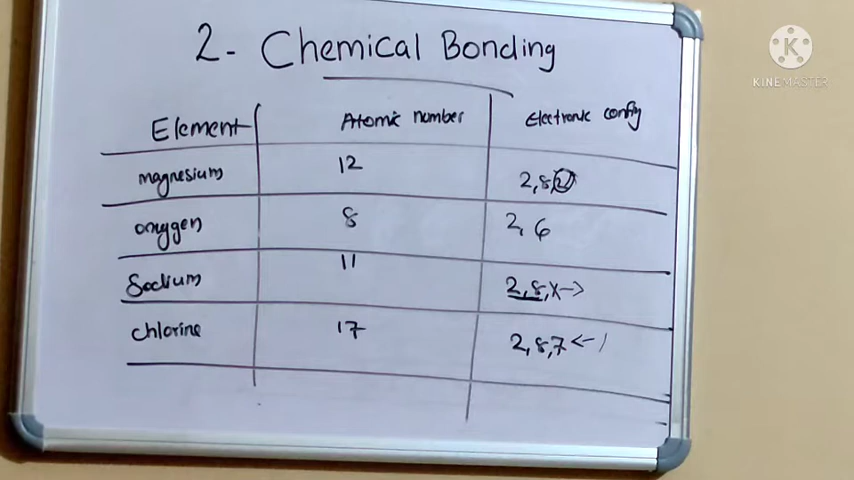 2- Chemical Bonding
Element Atomic number Electronic config
magnesium 12 2,8,2
oxygen 8 2,6
Sodium 11 2,8,x->
chlorine 17 2,8,7<-1
K
KINEMASTER